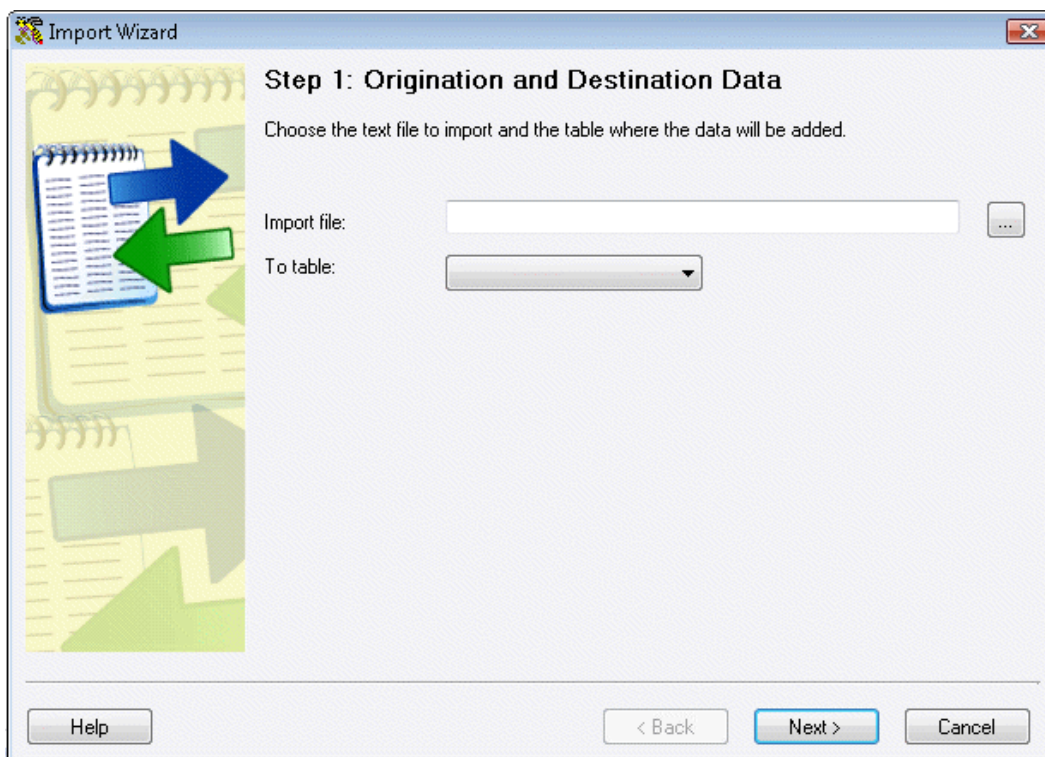 Import Wizard
Step 1: Origination and Destination Data
Choose the text file to import and the table where the data will be added.
Import file:
...
To table:
Help
< Back
Next >
Cancel